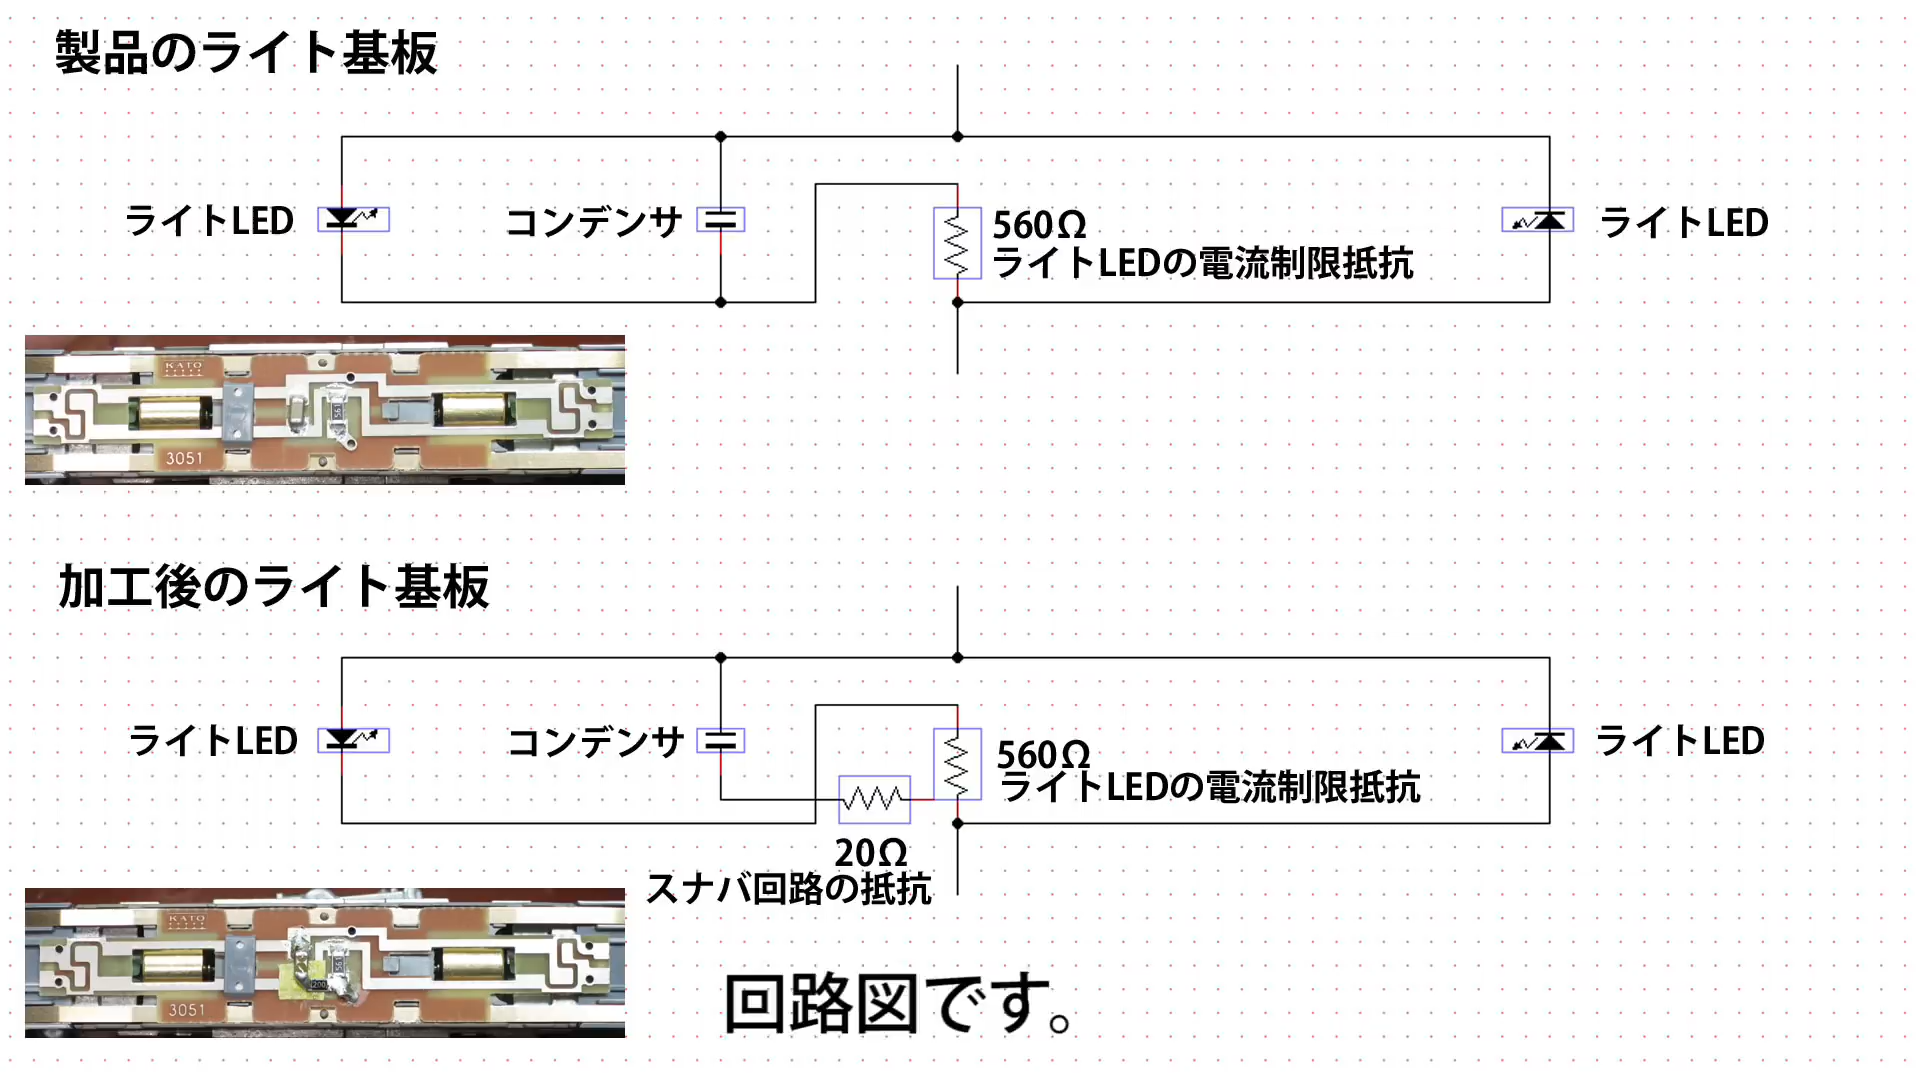 製品のライト基板
ライトLED
コンデンサ
560Ω
ライトLEDの電流制限抵抗
ライトLED
KATO
561
3051
加工後のライト基板
ライトLED
コンデンサ
560Ω
ライトLEDの電流制限抵抗
ライトLED
20Ω
スナバ回路の抵抗
KATO
561
200
3051
回路図です。